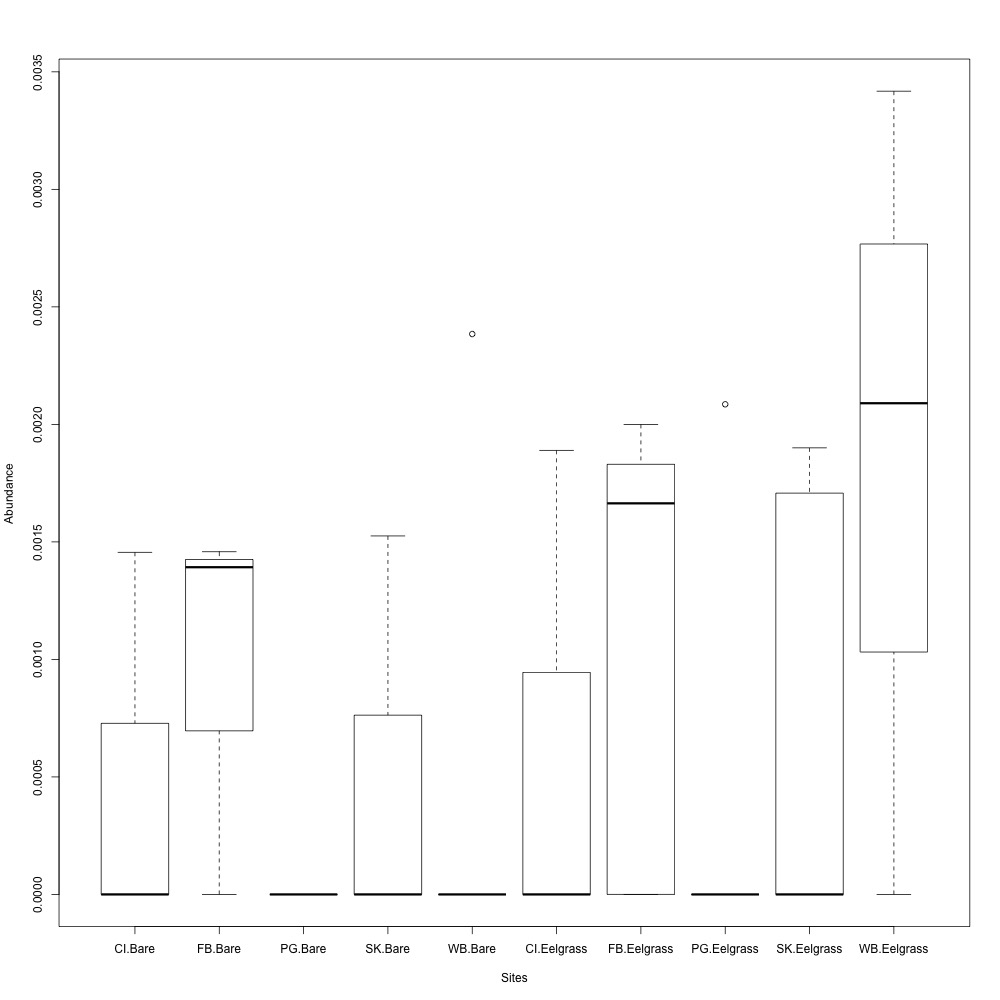 0.0035
0.0030
0.0025
0.0020
0.0015
0.0010
0.0005
0.0000
Abundance
CI.Bare FB.Bare PG.Bare SK.Bare WB.Bare CI.Eelgrass FB.Eelgrass PG.Eelgrass SK.Eelgrass WB.Eelgrass
Sites